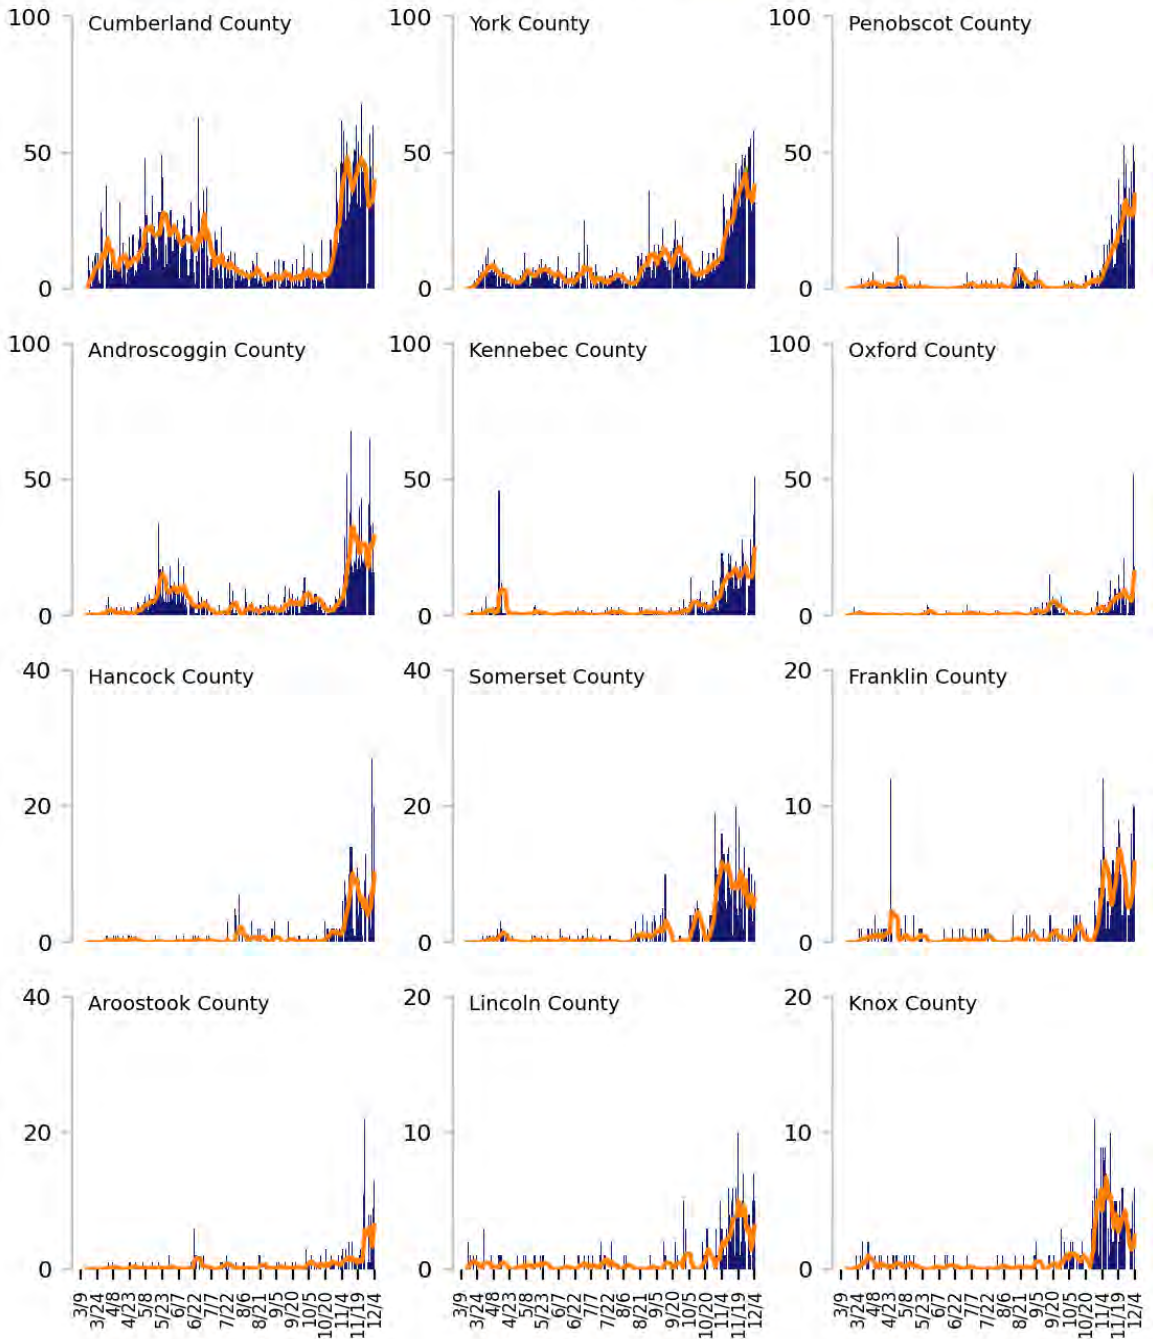 Cumberland County
100
50
0
York County
100
50
0
Penobscot County
100
50
0
Androscoggin County
100
50
0
Kennebec County
100
50
0
Oxford County
100
50
0
Hancock County
40
20
0
Somerset County
40
20
0
Franklin County
20
10
0
Aroostook County
40
20
0
Lincoln County
20
10
0
Knox County
20
10
0
3/9 3/24 4/8 4/23 5/8 5/23 6/7 6/22 7/7 7/22 8/6 8/21 9/5 9/20 10/5 10/20 11/4 11/19 12/4
3/9 3/24 4/8 4/23 5/8 5/23 6/7 6/22 7/7 7/22 8/6 8/21 9/5 9/20 10/5 10/20 11/4 11/19 12/4
3/9 3/24 4/8 4/23 5/8 5/23 6/7 6/22 7/7 7/22 8/6 8/21 9/5 9/20 10/5 10/20 11/4 11/19 12/4